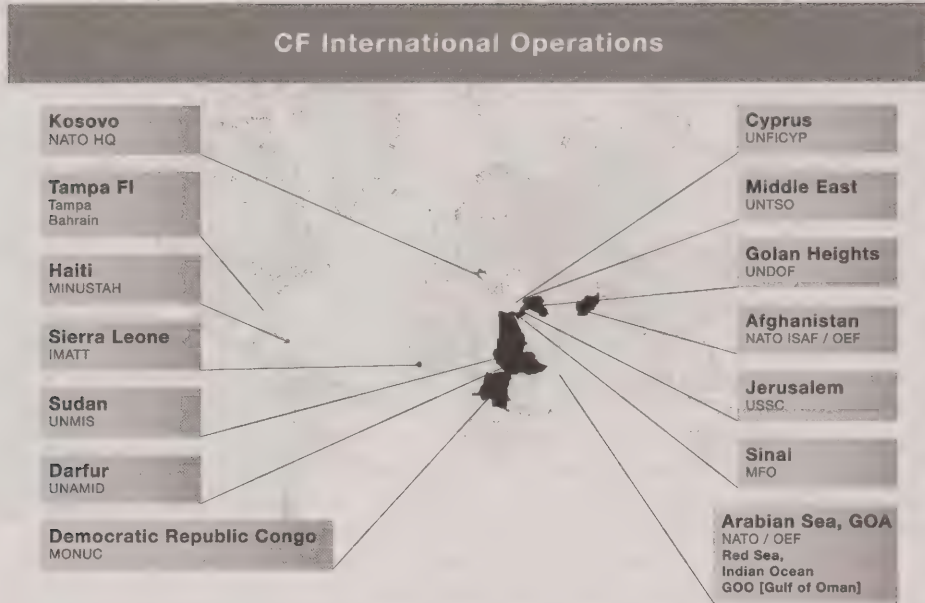 CF International Operations
Kosovo
NATO HQ
Tampa Fl
Tampa
Bahrain
Haiti
MINUSTAH
Sierra Leone
IMATT
Sudan
UNMIS
Darfur
UNAMID
Democratic Republic Congo
MONUC
Cyprus
UNFICYP
Middle East
UNTSO
Golan Heights
UNDOF
Afghanistan
NATO ISAF / OEF
Jerusalem
USSC
Sinai
MFO
Arabian Sea, GOA
NATO / OEF
Red Sea,
Indian Ocean
GOO [Gulf of Oman]